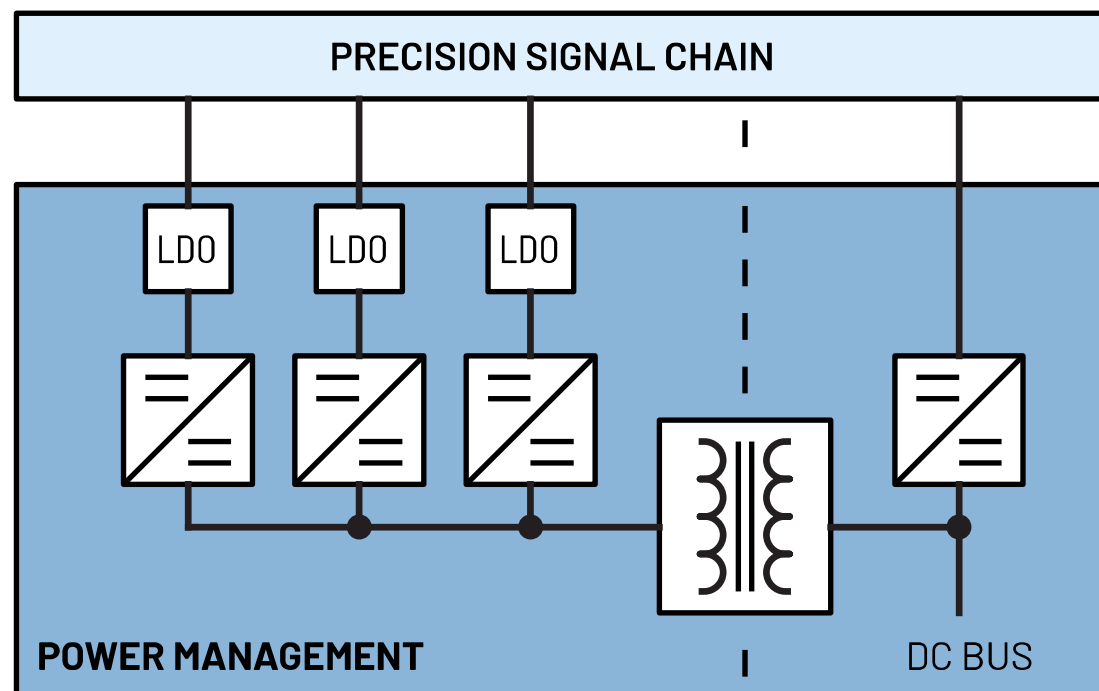 PRECISION SIGNAL CHAIN
LDO
LDO
LDO
POWER MANAGEMENT
DC BUS